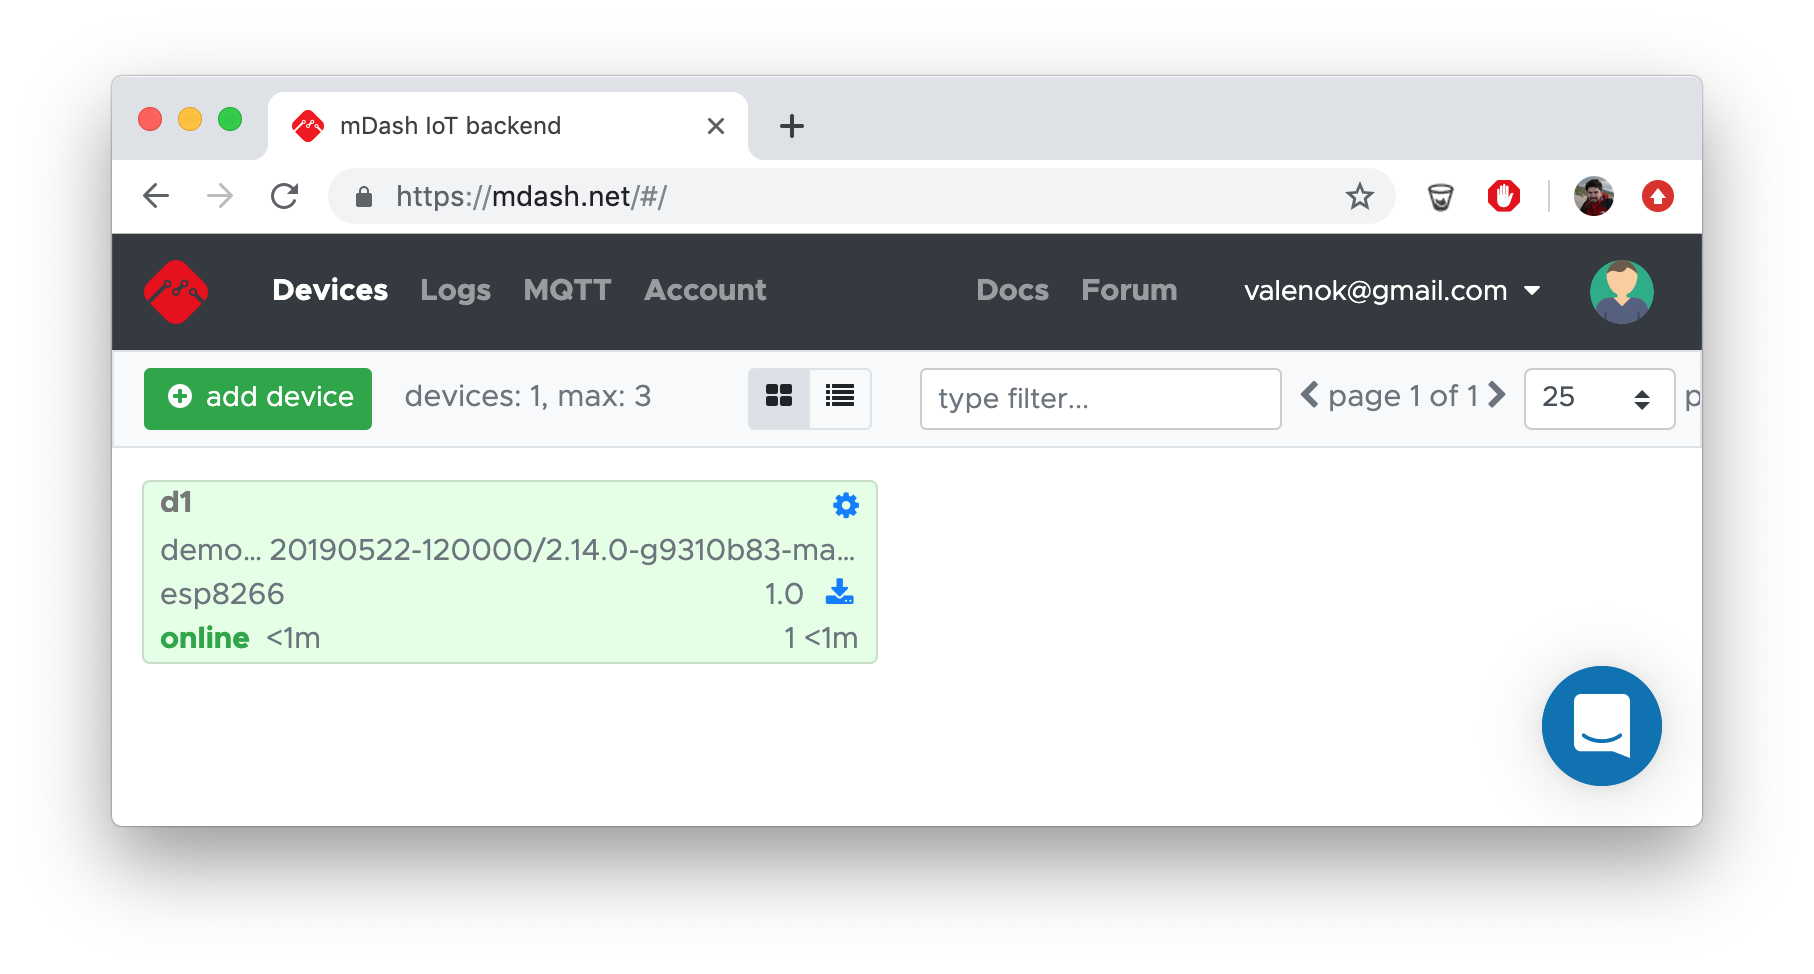 mDash IoT backend
https://mdash.net/#/
Devices Logs MQTT Account Docs Forum valenok@gmail.com
add device devices: 1, max: 3 type filter... page 1 of 1 25 p
d1
demo... 20190522-120000/2.14.0-g9310b83-ma...
esp8266 1.0
online <1m 1 <1m